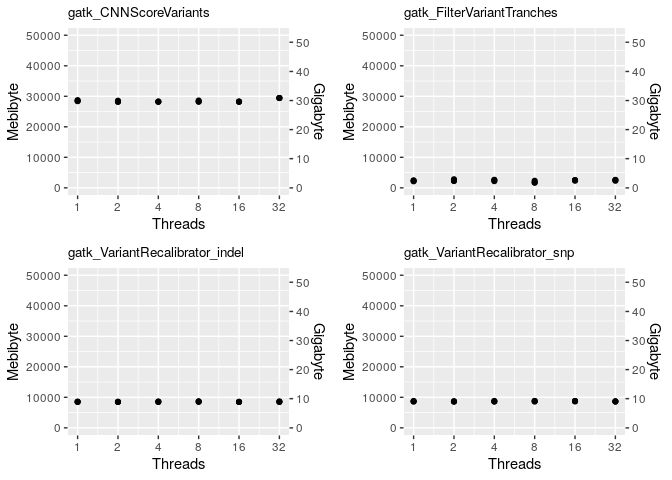 gatk_CNNScoreVariants
50000
40000
30000
20000
10000
0
Mebibyte
50
40
30
20
10
0
Gigabyte
1 2 4 8 16 32
Threads
gatk_FilterVariantTranches
50000
40000
30000
20000
10000
0
Mebibyte
50
40
30
20
10
0
Gigabyte
1 2 4 8 16 32
Threads
gatk_VariantRecalibrator_indel
50000
40000
30000
20000
10000
0
Mebibyte
50
40
30
20
10
0
Gigabyte
1 2 4 8 16 32
Threads
gatk_VariantRecalibrator_snp
50000
40000
30000
20000
10000
0
Mebibyte
50
40
30
20
10
0
Gigabyte
1 2 4 8 16 32
Threads